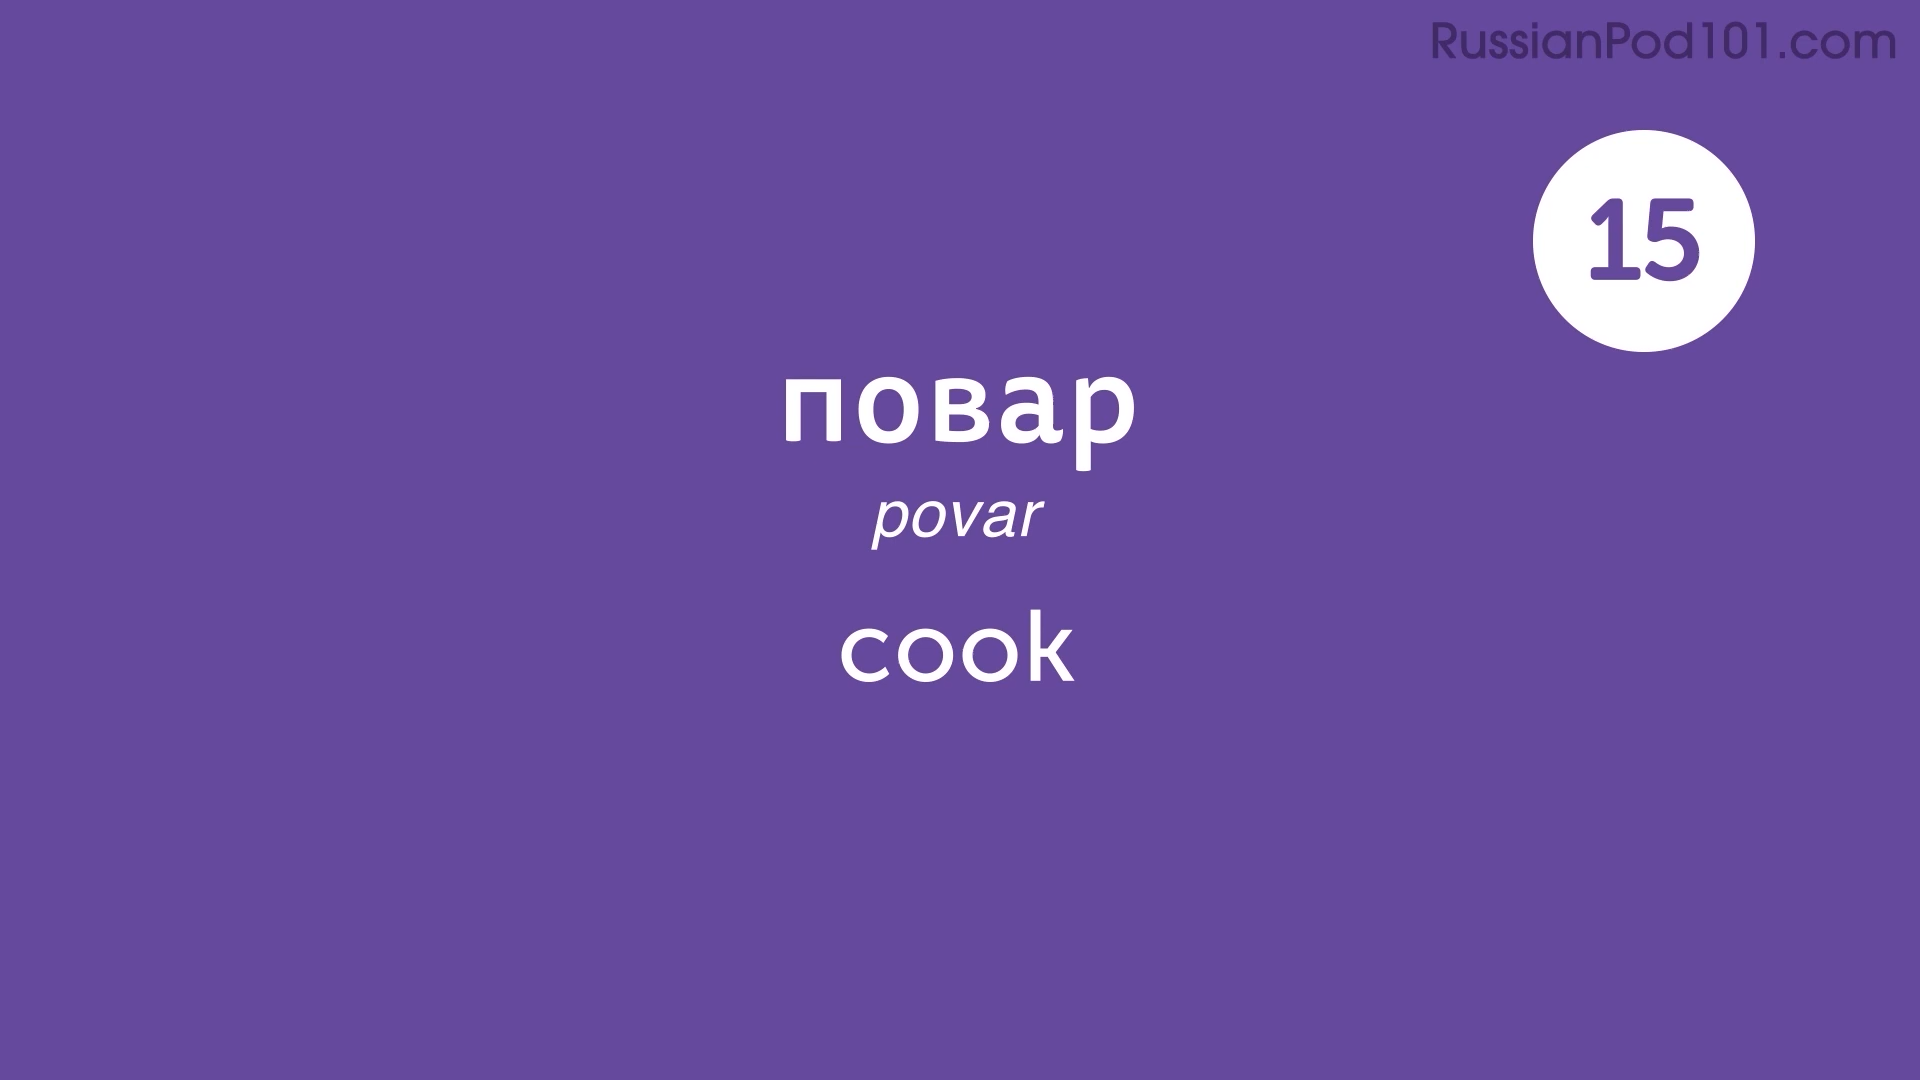 RussianPod101.com
15
повар
povar
cook